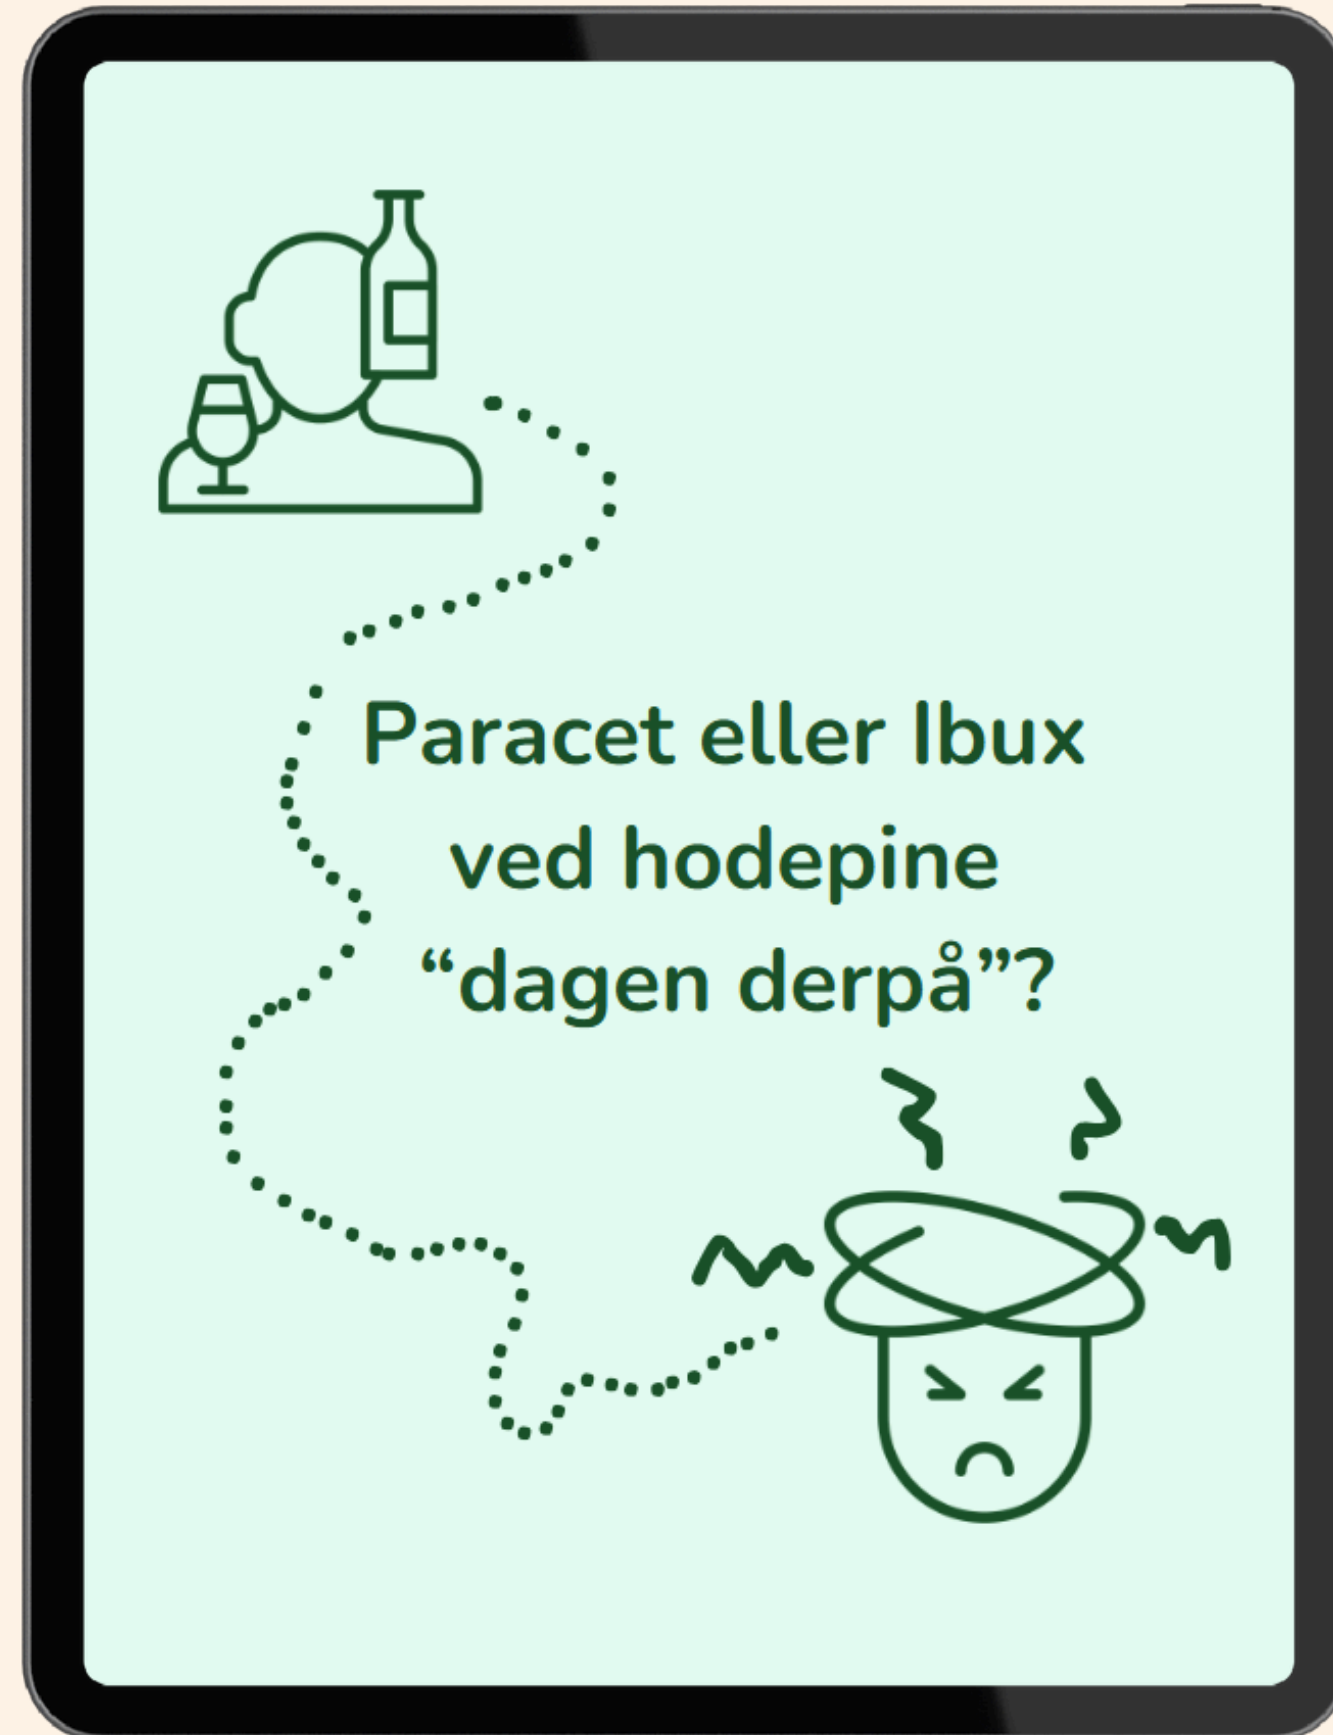 Paracet eller Ibux
ved hodepine
“dagen derpå”?